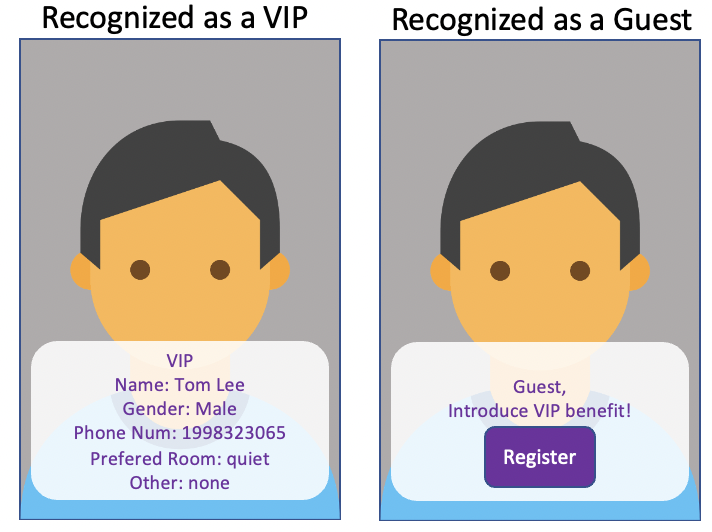 Recognized as a VIP
VIP
Name: Tom Lee
Gender: Male
Phone Num: 1998323065
Prefered Room: quiet
Other: none
Recognized as a Guest
Guest,
Introduce VIP benefit!
Register